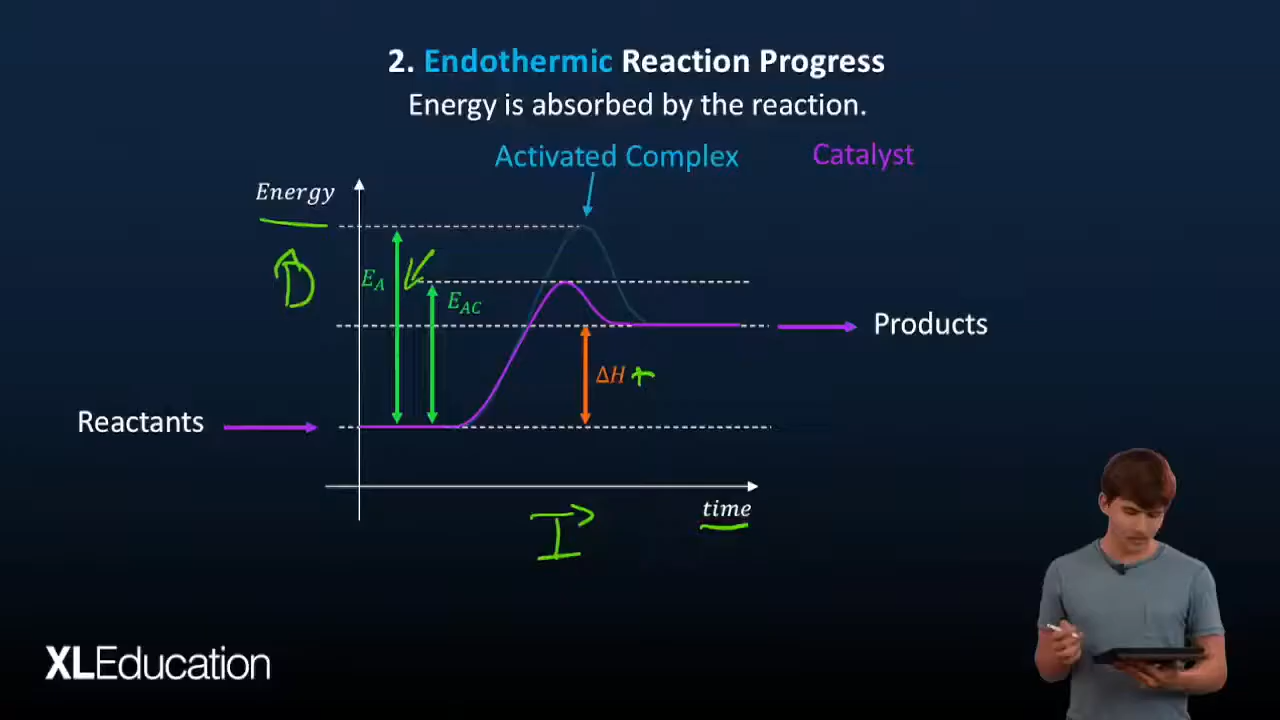 2. Endothermic Reaction Progress
Energy is absorbed by the reaction.
Activated Complex
Catalyst
Energy
D
E_A
E_AC
Products
ΔH +
Reactants
time
I
XLEducation